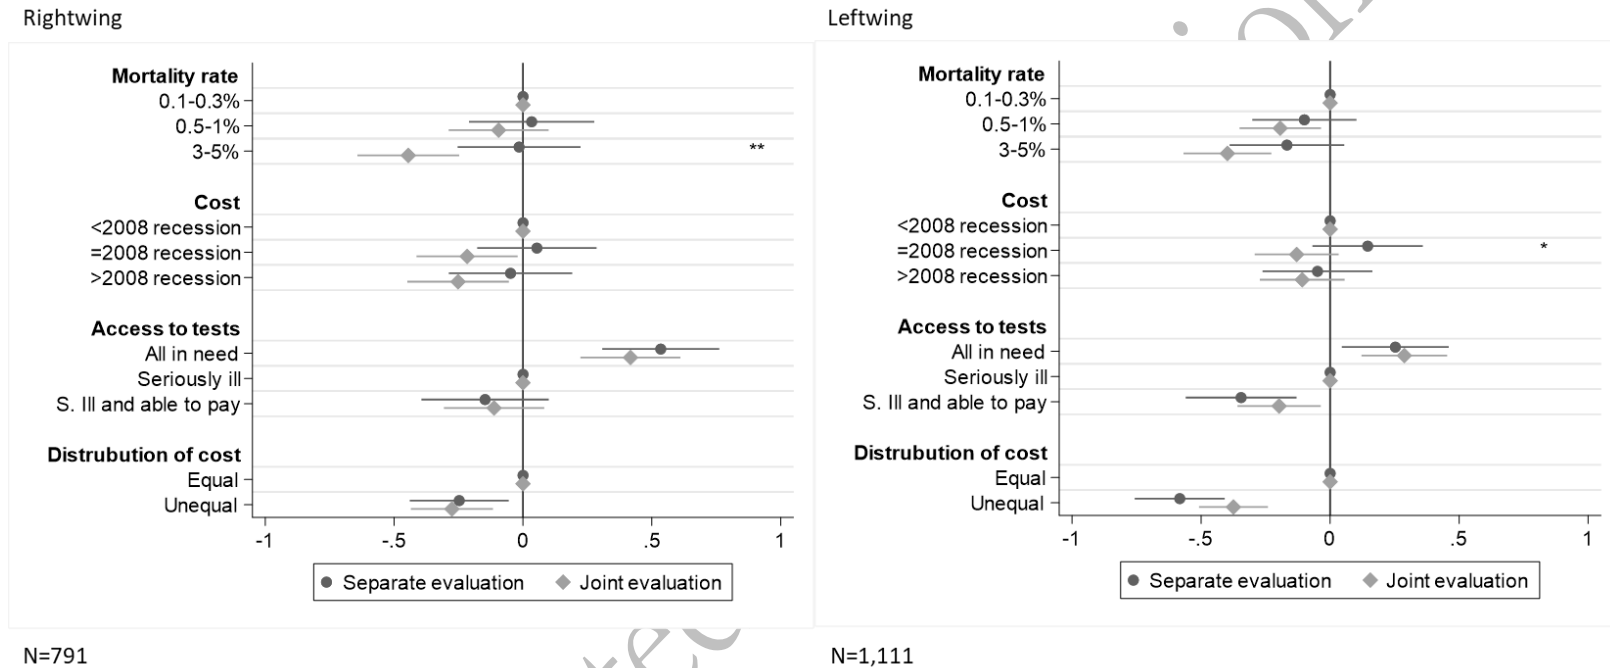 Rightwing
Mortality rate
0.1-0.3%
0.5-1%
3-5%
**
Cost
<2008 recession
=2008 recession
>2008 recession
Access to tests
All in need
Seriously ill
S. Ill and able to pay
Distrubution of cost
Equal
Unequal
-1 -.5 0 .5 1
Separate evaluation Joint evaluation
N=791
Leftwing
Mortality rate
0.1-0.3%
0.5-1%
3-5%
Cost
<2008 recession
=2008 recession
*
>2008 recession
Access to tests
All in need
Seriously ill
S. Ill and able to pay
Distrubution of cost
Equal
Unequal
-1 -.5 0 .5 1
Separate evaluation Joint evaluation
N=1,111